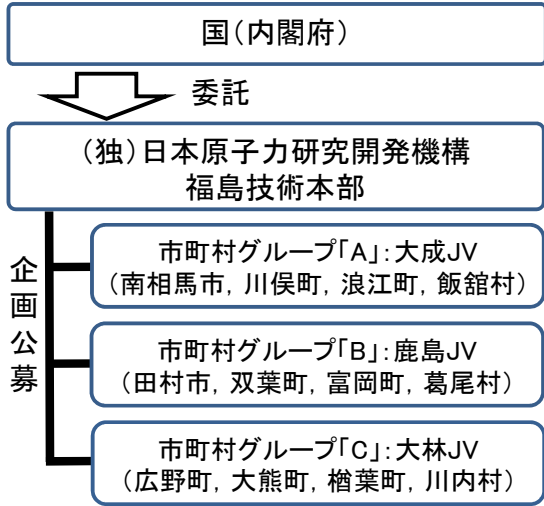 国（内閣府）
委託
（独）日本原子力研究開発機構
福島技術本部
企画公募
市町村グループ「A」：大成JV
（南相馬市，川俣町，浪江町，飯舘村）
市町村グループ「B」：鹿島JV
（田村市，双葉町，富岡町，葛尾村）
市町村グループ「C」：大林JV
（広野町，大熊町，楢葉町，川内村）